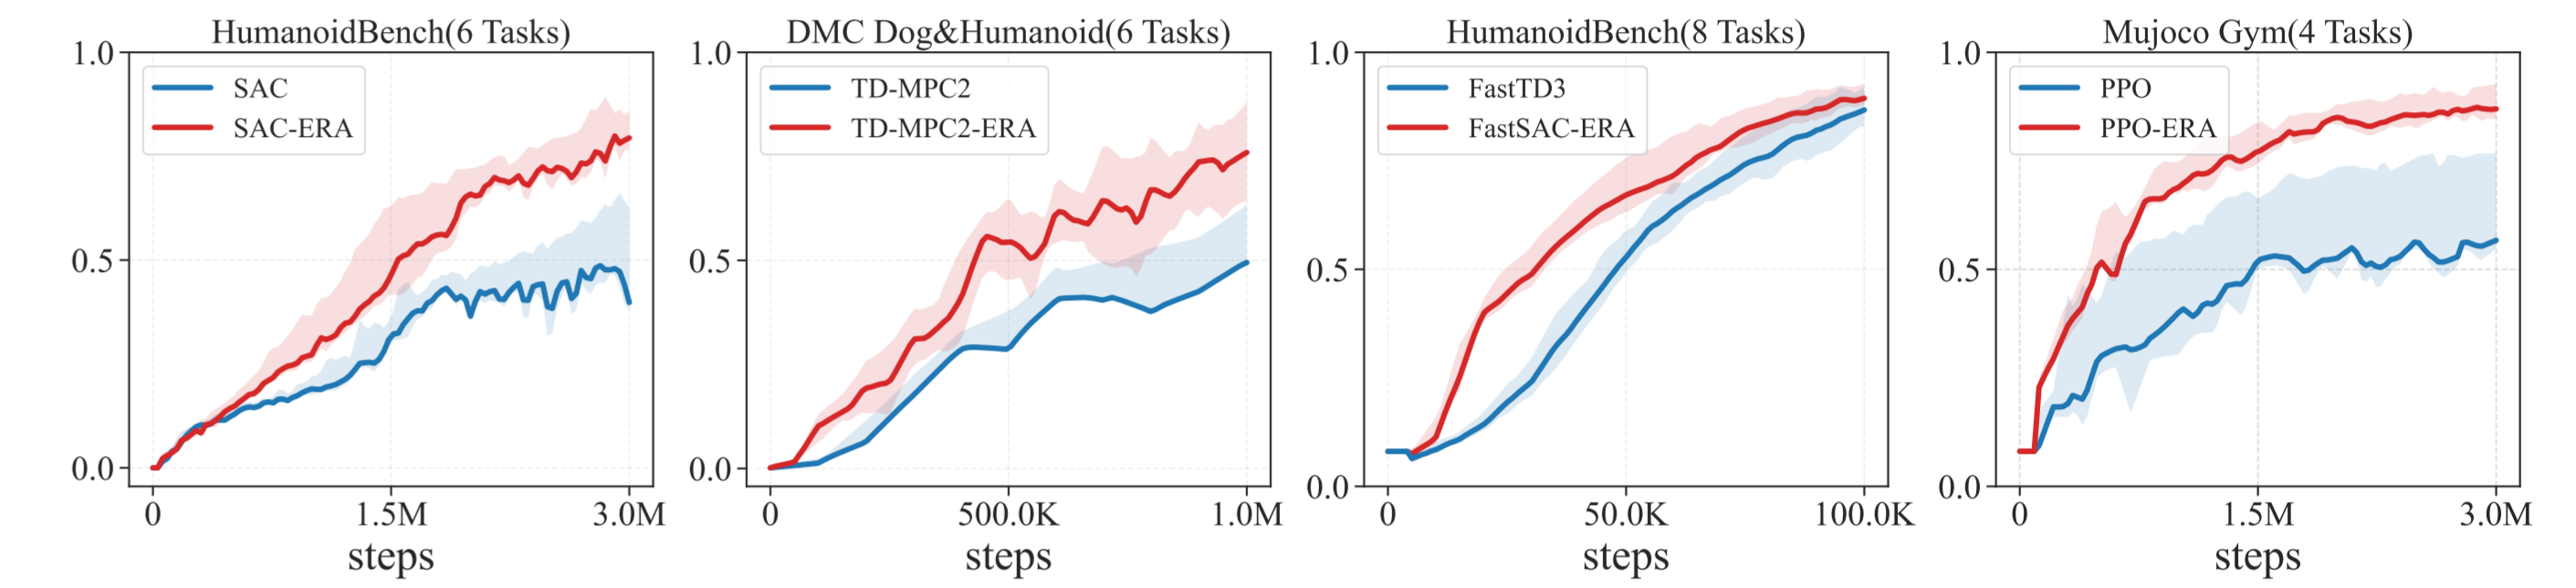 HumanoidBench(6 Tasks)
1.0
0.5
0.0
SAC
SAC-ERA
0
1.5M
3.0M
steps
DMC Dog&Humanoid(6 Tasks)
1.0
0.5
0.0
TD-MPC2
TD-MPC2-ERA
0
500.0K
1.0M
steps
HumanoidBench(8 Tasks)
1.0
0.5
0.0
FastTD3
FastSAC-ERA
0
50.0K
100.0K
steps
Mujoco Gym(4 Tasks)
1.0
0.5
0.0
PPO
PPO-ERA
0
1.5M
3.0M
steps